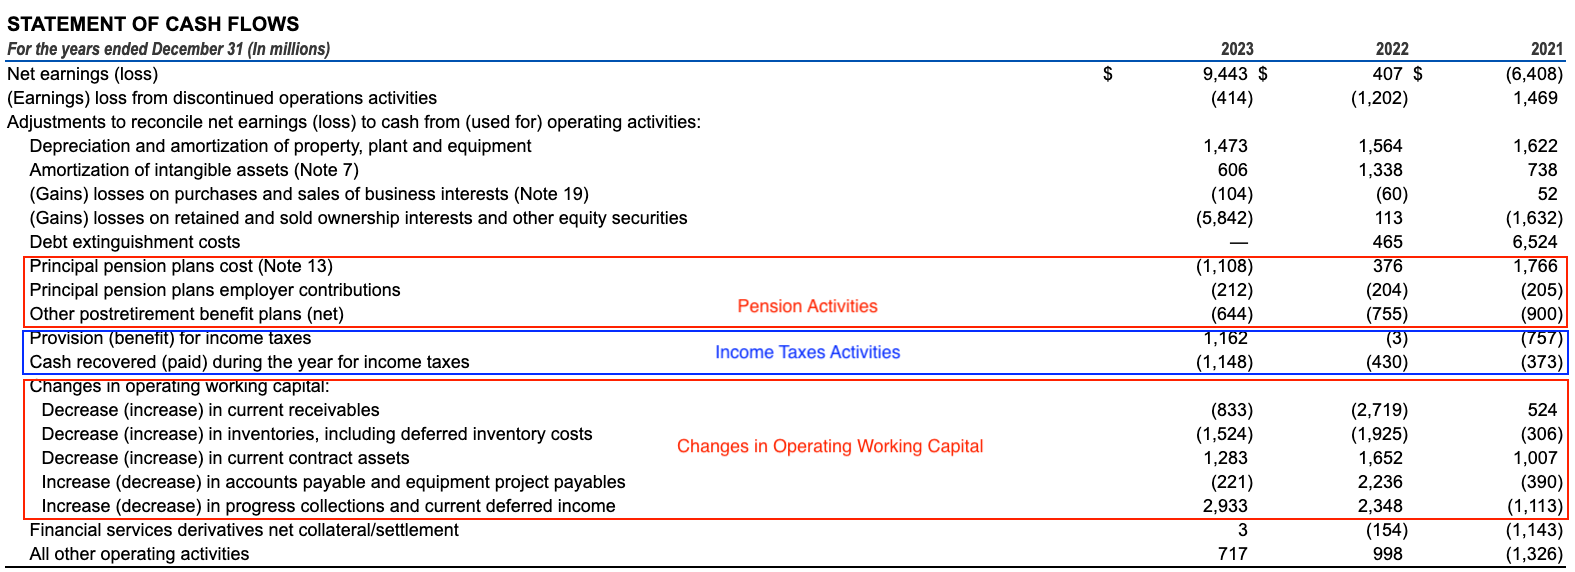 STATEMENT OF CASH FLOWS
For the years ended December 31 (In millions) 2023 2022 2021
Net earnings (loss) $ 9,443 $ 407 $ (6,408)
(Earnings) loss from discontinued operations activities (414) (1,202) 1,469
Adjustments to reconcile net earnings (loss) to cash from (used for) operating activities:
Depreciation and amortization of property, plant and equipment 1,473 1,564 1,622
Amortization of intangible assets (Note 7) 606 1,338 738
(Gains) losses on purchases and sales of business interests (Note 19) (104) (60) 52
(Gains) losses on retained and sold ownership interests and other equity securities (5,842) 113 (1,632)
Debt extinguishment costs — 465 6,524
Principal pension plans cost (Note 13) (1,108) 376 1,766
Principal pension plans employer contributions (212) (204) (205)
Pension Activities
Other postretirement benefit plans (net) (644) (755) (900)
Provision (benefit) for income taxes 1,162 (3) (757)
Income Taxes Activities
Cash recovered (paid) during the year for income taxes (1,148) (430) (373)
Changes in operating working capital:
Decrease (increase) in current receivables (833) (2,719) 524
Decrease (increase) in inventories, including deferred inventory costs (1,524) (1,925) (306)
Changes in Operating Working Capital
Decrease (increase) in current contract assets 1,283 1,652 1,007
Increase (decrease) in accounts payable and equipment project payables (221) 2,236 (390)
Increase (decrease) in progress collections and current deferred income 2,933 2,348 (1,113)
Financial services derivatives net collateral/settlement 3 (154) (1,143)
All other operating activities 717 998 (1,326)